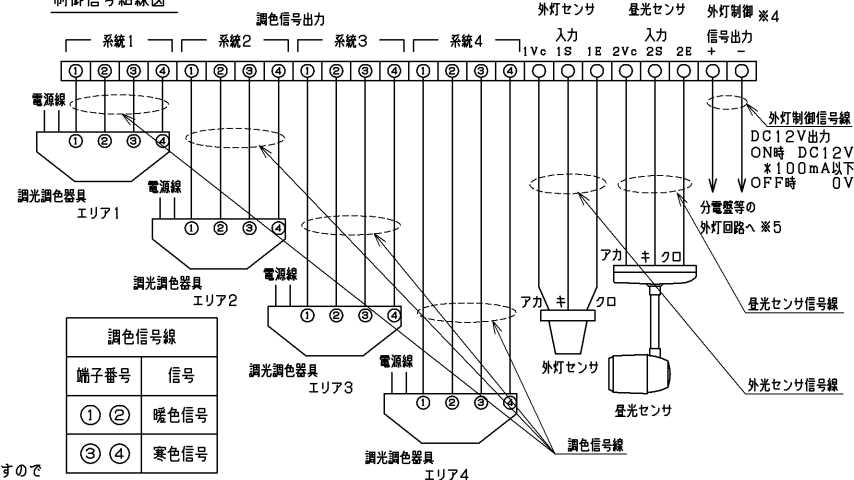 調色信号出力
外灯センサ
昼光センサ
外灯制御 ※4
系統1
系統2
系統3
系統4
入力
入力
信号出力
1Vc 1S 1E 2Vc 2S 2E + −
① ② ③ ④ ① ② ③ ④ ① ② ③ ④ ① ② ③ ④
電源線
① ② ③ ④
調光調色器具
エリア1
外灯制御信号線
DC12V出力
ON時 DC12V
*100mA以下
OFF時 0V
電源線
① ② ③ ④
調光調色器具
エリア2
分電盤等の
外灯回路へ ※5
アカ キ クロ
電源線
① ② ③ ④
調光調色器具
エリア3
アカ キ クロ
外灯センサ
昼光センサ信号線
電源線
① ② ③ ④
調光調色器具
エリア4
昼光センサ
外光センサ信号線
調色信号線
調色信号線
端子番号 信号
① ② 暖色信号
③ ④ 寒色信号
すので